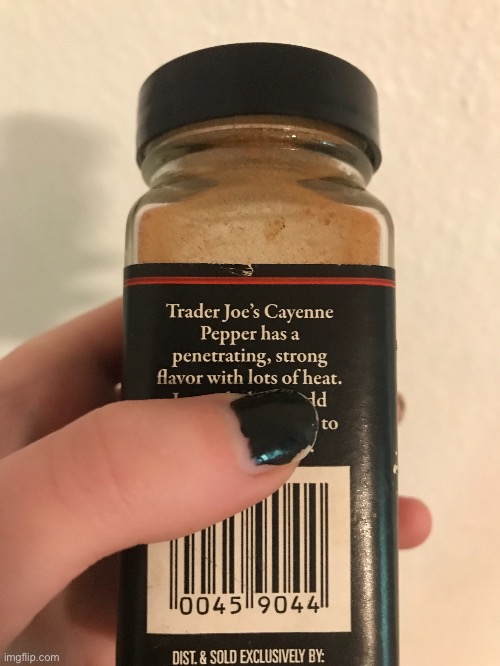 Trader Joe's Cayenne
Pepper has a
penetrating, strong
flavor with lots of heat.
to
0045 9044
DIST. & SOLD EXCLUSIVELY BY:
imgflip.com